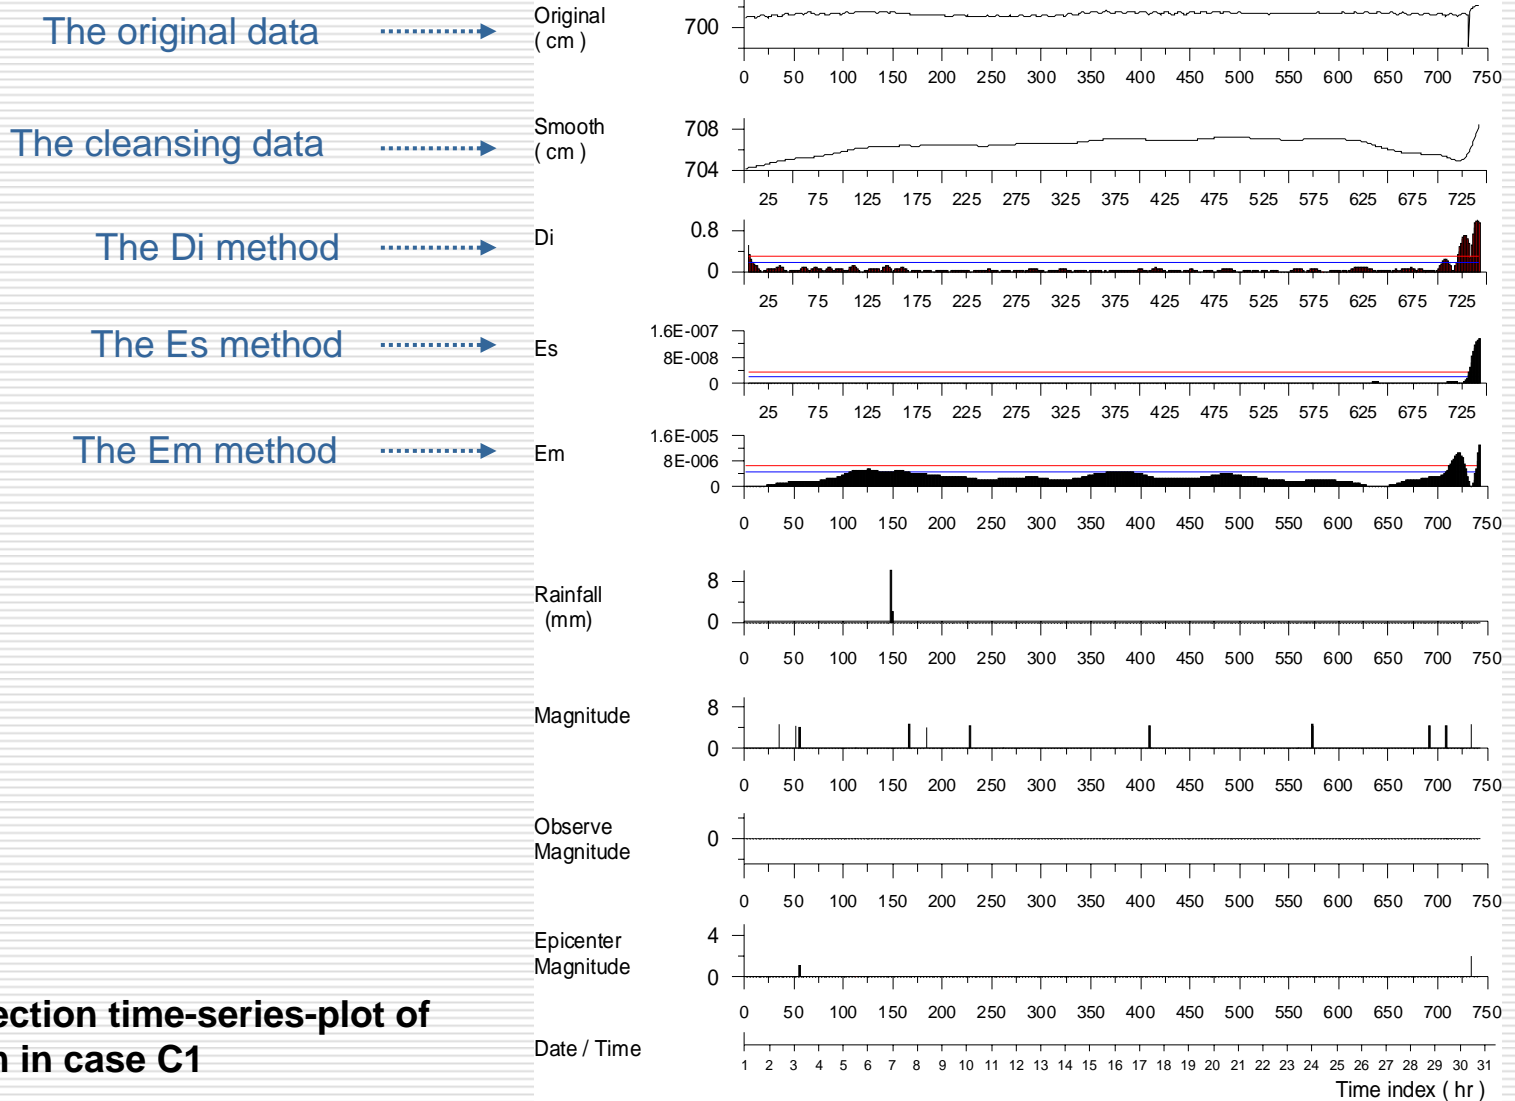 The original data
Original
( cm )
700
0 50 100 150 200 250 300 350 400 450 500 550 600 650 700 750
The cleansing data
Smooth
( cm )
708
704
25 75 125 175 225 275 325 375 425 475 525 575 625 675 725
The Di method
Di
0.8
0
25 75 125 175 225 275 325 375 425 475 525 575 625 675 725
The Es method
Es
1.6E-007
8E-008
0
25 75 125 175 225 275 325 375 425 475 525 575 625 675 725
The Em method
Em
1.6E-005
8E-006
0
0 50 100 150 200 250 300 350 400 450 500 550 600 650 700 750
Rainfall
(mm)
8
0
0 50 100 150 200 250 300 350 400 450 500 550 600 650 700 750
Magnitude
8
0
0 50 100 150 200 250 300 350 400 450 500 550 600 650 700 750
Observe
Magnitude
0
0 50 100 150 200 250 300 350 400 450 500 550 600 650 700 750
Epicenter
Magnitude
4
0
0 50 100 150 200 250 300 350 400 450 500 550 600 650 700 750
ection time-series-plot of
in case C1
Date / Time
1 2 3 4 5 6 7 8 9 10 11 12 13 14 15 16 17 18 19 20 21 22 23 24 25 26 27 28 29 30 31
Time index ( hr )